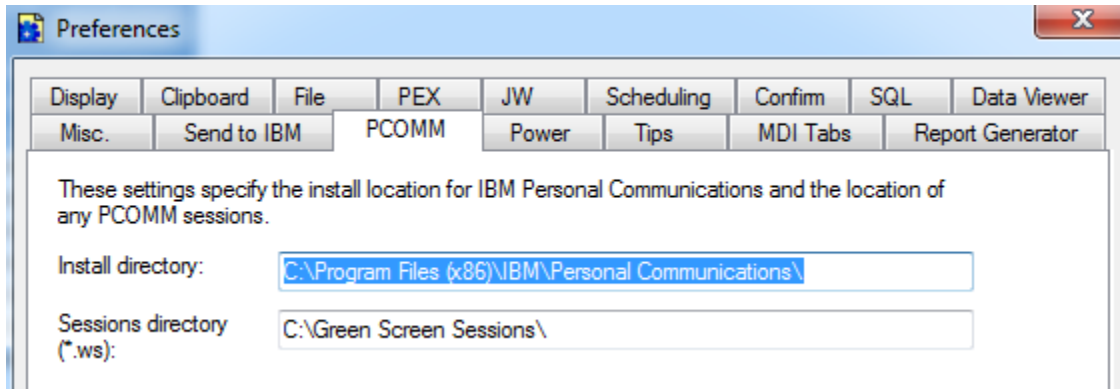 Preferences
Display Clipboard File PEX JW Scheduling Confirm SQL Data Viewer
Misc. Send to IBM PCOMM Power Tips MDI Tabs Report Generator
These settings specify the install location for IBM Personal Communications and the location of
any PCOMM sessions.
Install directory: C:\Program Files (x86)\IBM\Personal Communications\
Sessions directory
(*.ws): C:\Green Screen Sessions\